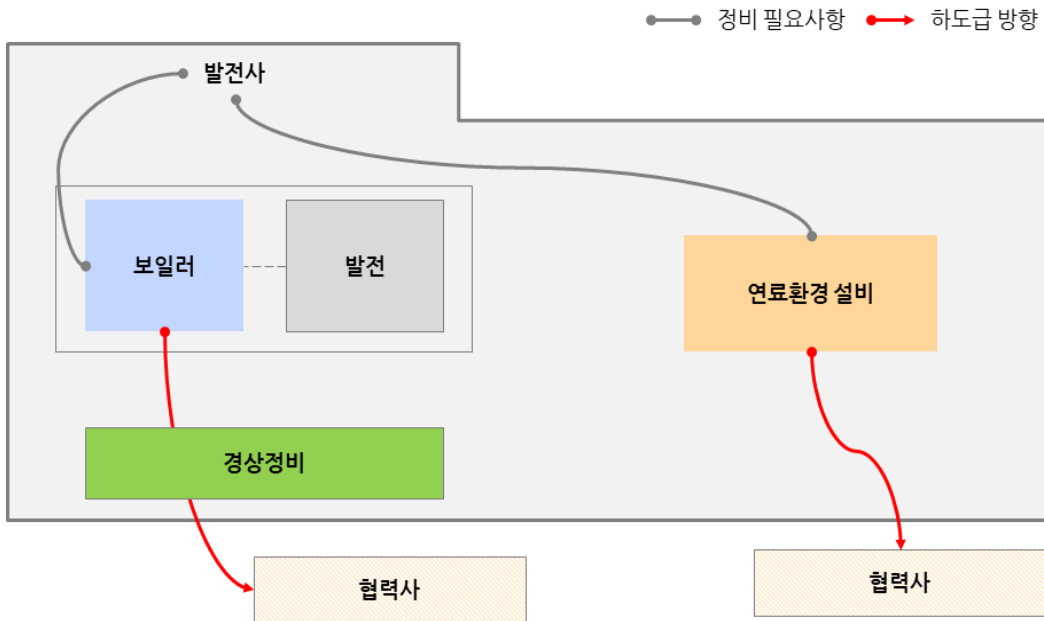 정비 필요사항
하도급 방향
발전사
보일러
발전
연료환경 설비
경상정비
협력사
협력사